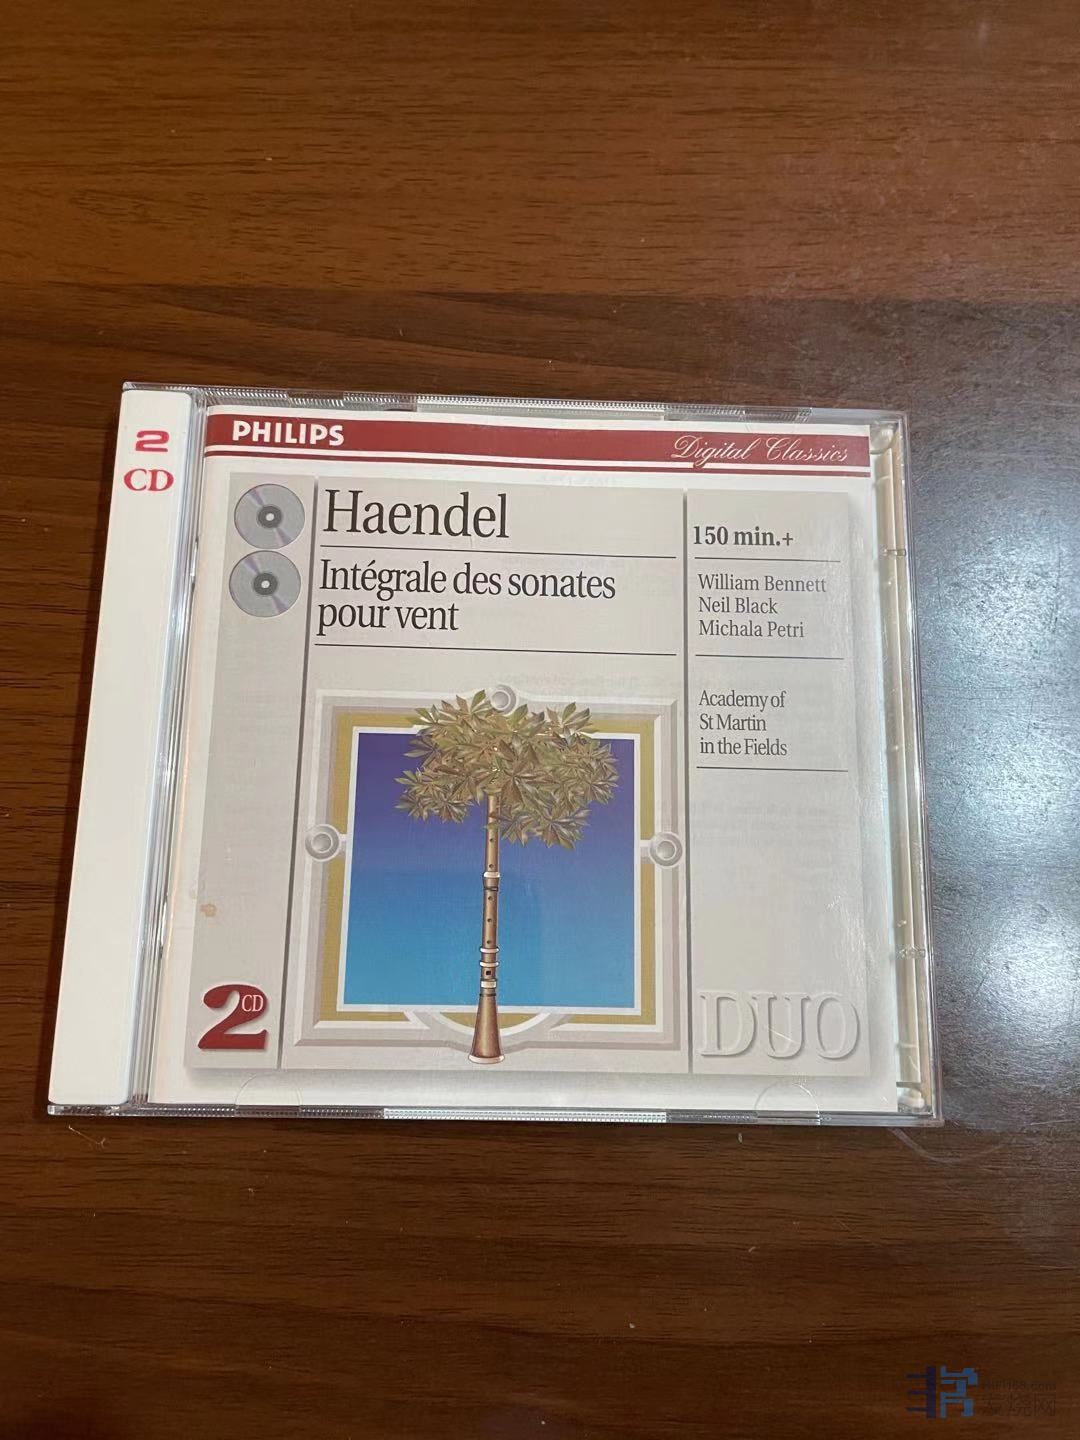 2
CD
PHILIPS
Digital Classics
Haendel
Intégrale des sonates
pour vent
150 min.+
William Bennett
Neil Black
Michala Petri
Academy of
St Martin
in the Fields
2CD
DUO